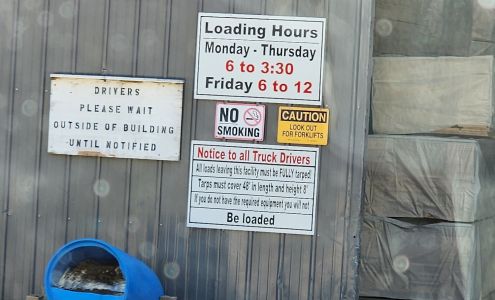 Loading Hours
Monday - Thursday
6 to 3:30
Friday 6 to 12
DRIVERS
PLEASE WAIT
OUTSIDE OF BUILDING
UNTIL NOTIFIED
NO
SMOKING
CAUTION
LOOK OUT
FOR FORKLIFTS
Notice to all Truck Drivers
All loads leaving this facility must be FULLY tarped!
Tarps must cover 48' in length and height 8'
If you do not have the required equipment you will not
Be loaded